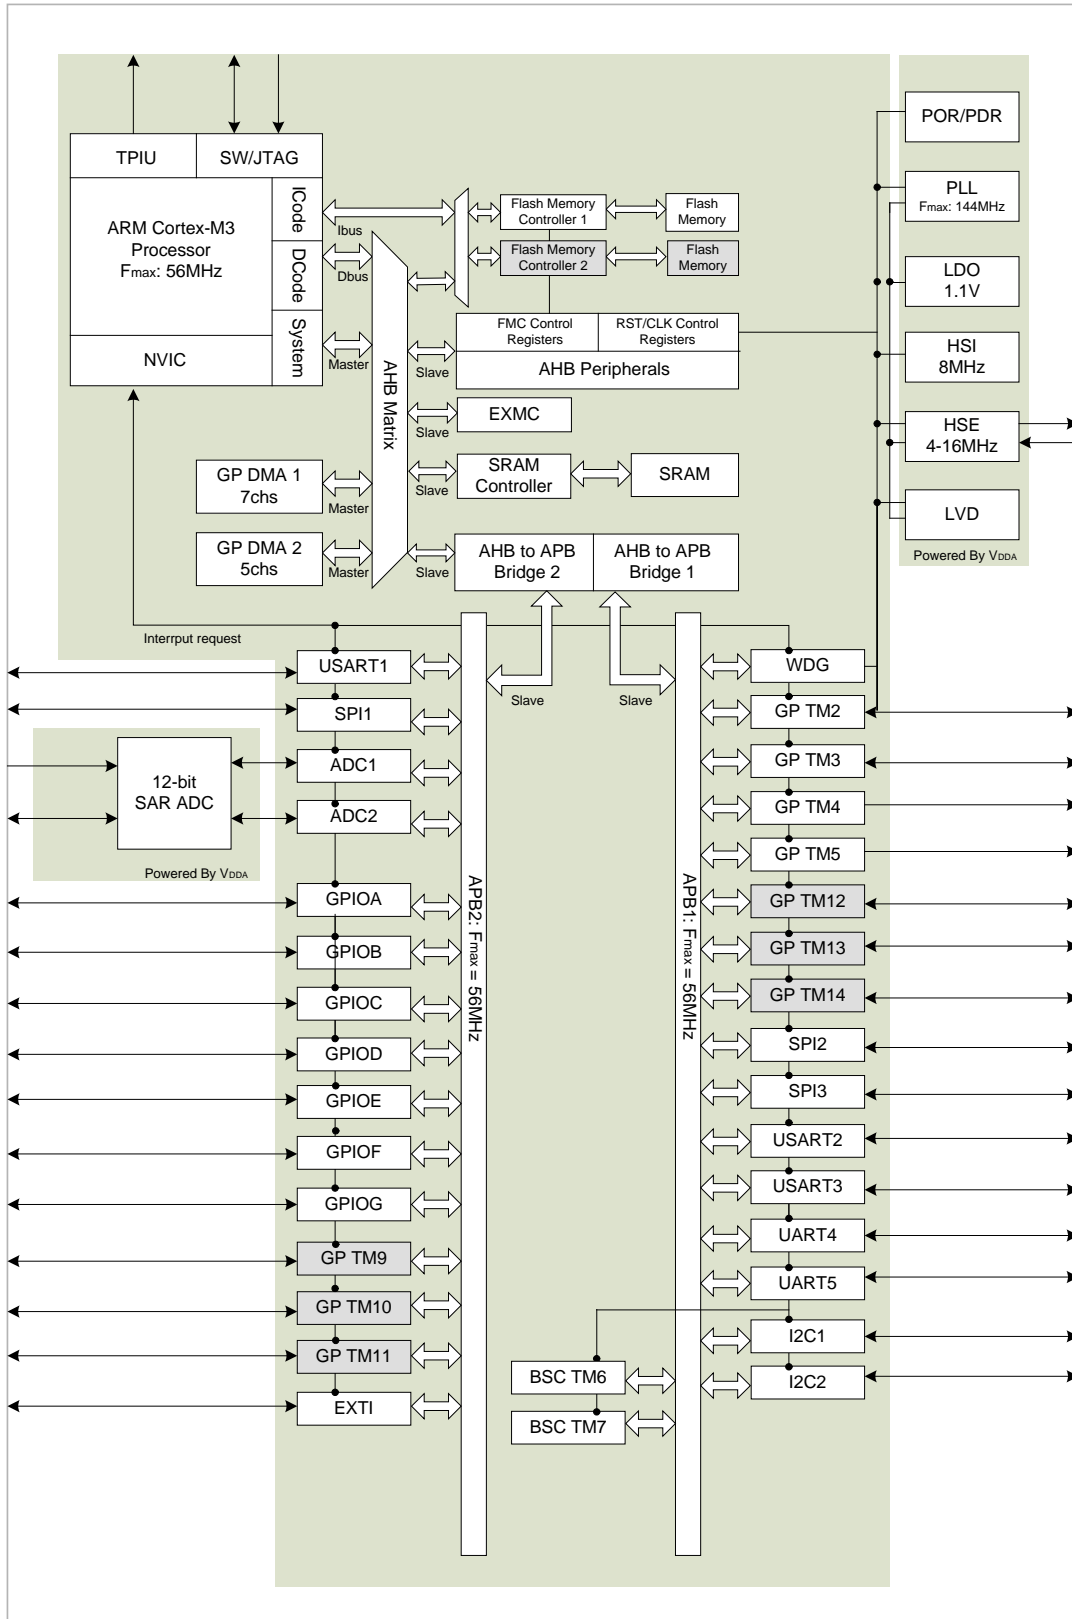 POR/PDR
TPIU
SW/JTAG
ICode
DCode
System
ARM Cortex-M3
Processor
Fmax: 56MHz
NVIC
Ibus
Dbus
Master
Flash Memory
Controller 1
Flash
Memory
Flash Memory
Controller 2
Flash
Memory
PLL
Fmax: 144MHz
LDO
1.1V
HSI
8MHz
HSE
4-16MHz
LVD
Powered By VDDA
AHB Matrix
FMC Control
Registers
RST/CLK Control
Registers
AHB Peripherals
Slave
EXMC
Slave
SRAM
Controller
SRAM
Slave
GP DMA 1
7chs
Master
GP DMA 2
5chs
Master
Slave
AHB to APB
Bridge 2
AHB to APB
Bridge 1
Interrput request
Slave
Slave
USART1
SPI1
ADC1
ADC2
12-bit
SAR ADC
Powered By VDDA
GPIOA
GPIOB
GPIOC
GPIOD
GPIOE
GPIOF
GPIOG
GP TM9
GP TM10
GP TM11
EXTI
APB2: Fmax = 56MHz
APB1: Fmax = 56MHz
WDG
GP TM2
GP TM3
GP TM4
GP TM5
GP TM12
GP TM13
GP TM14
SPI2
SPI3
USART2
USART3
UART4
UART5
I2C1
I2C2
BSC TM6
BSC TM7